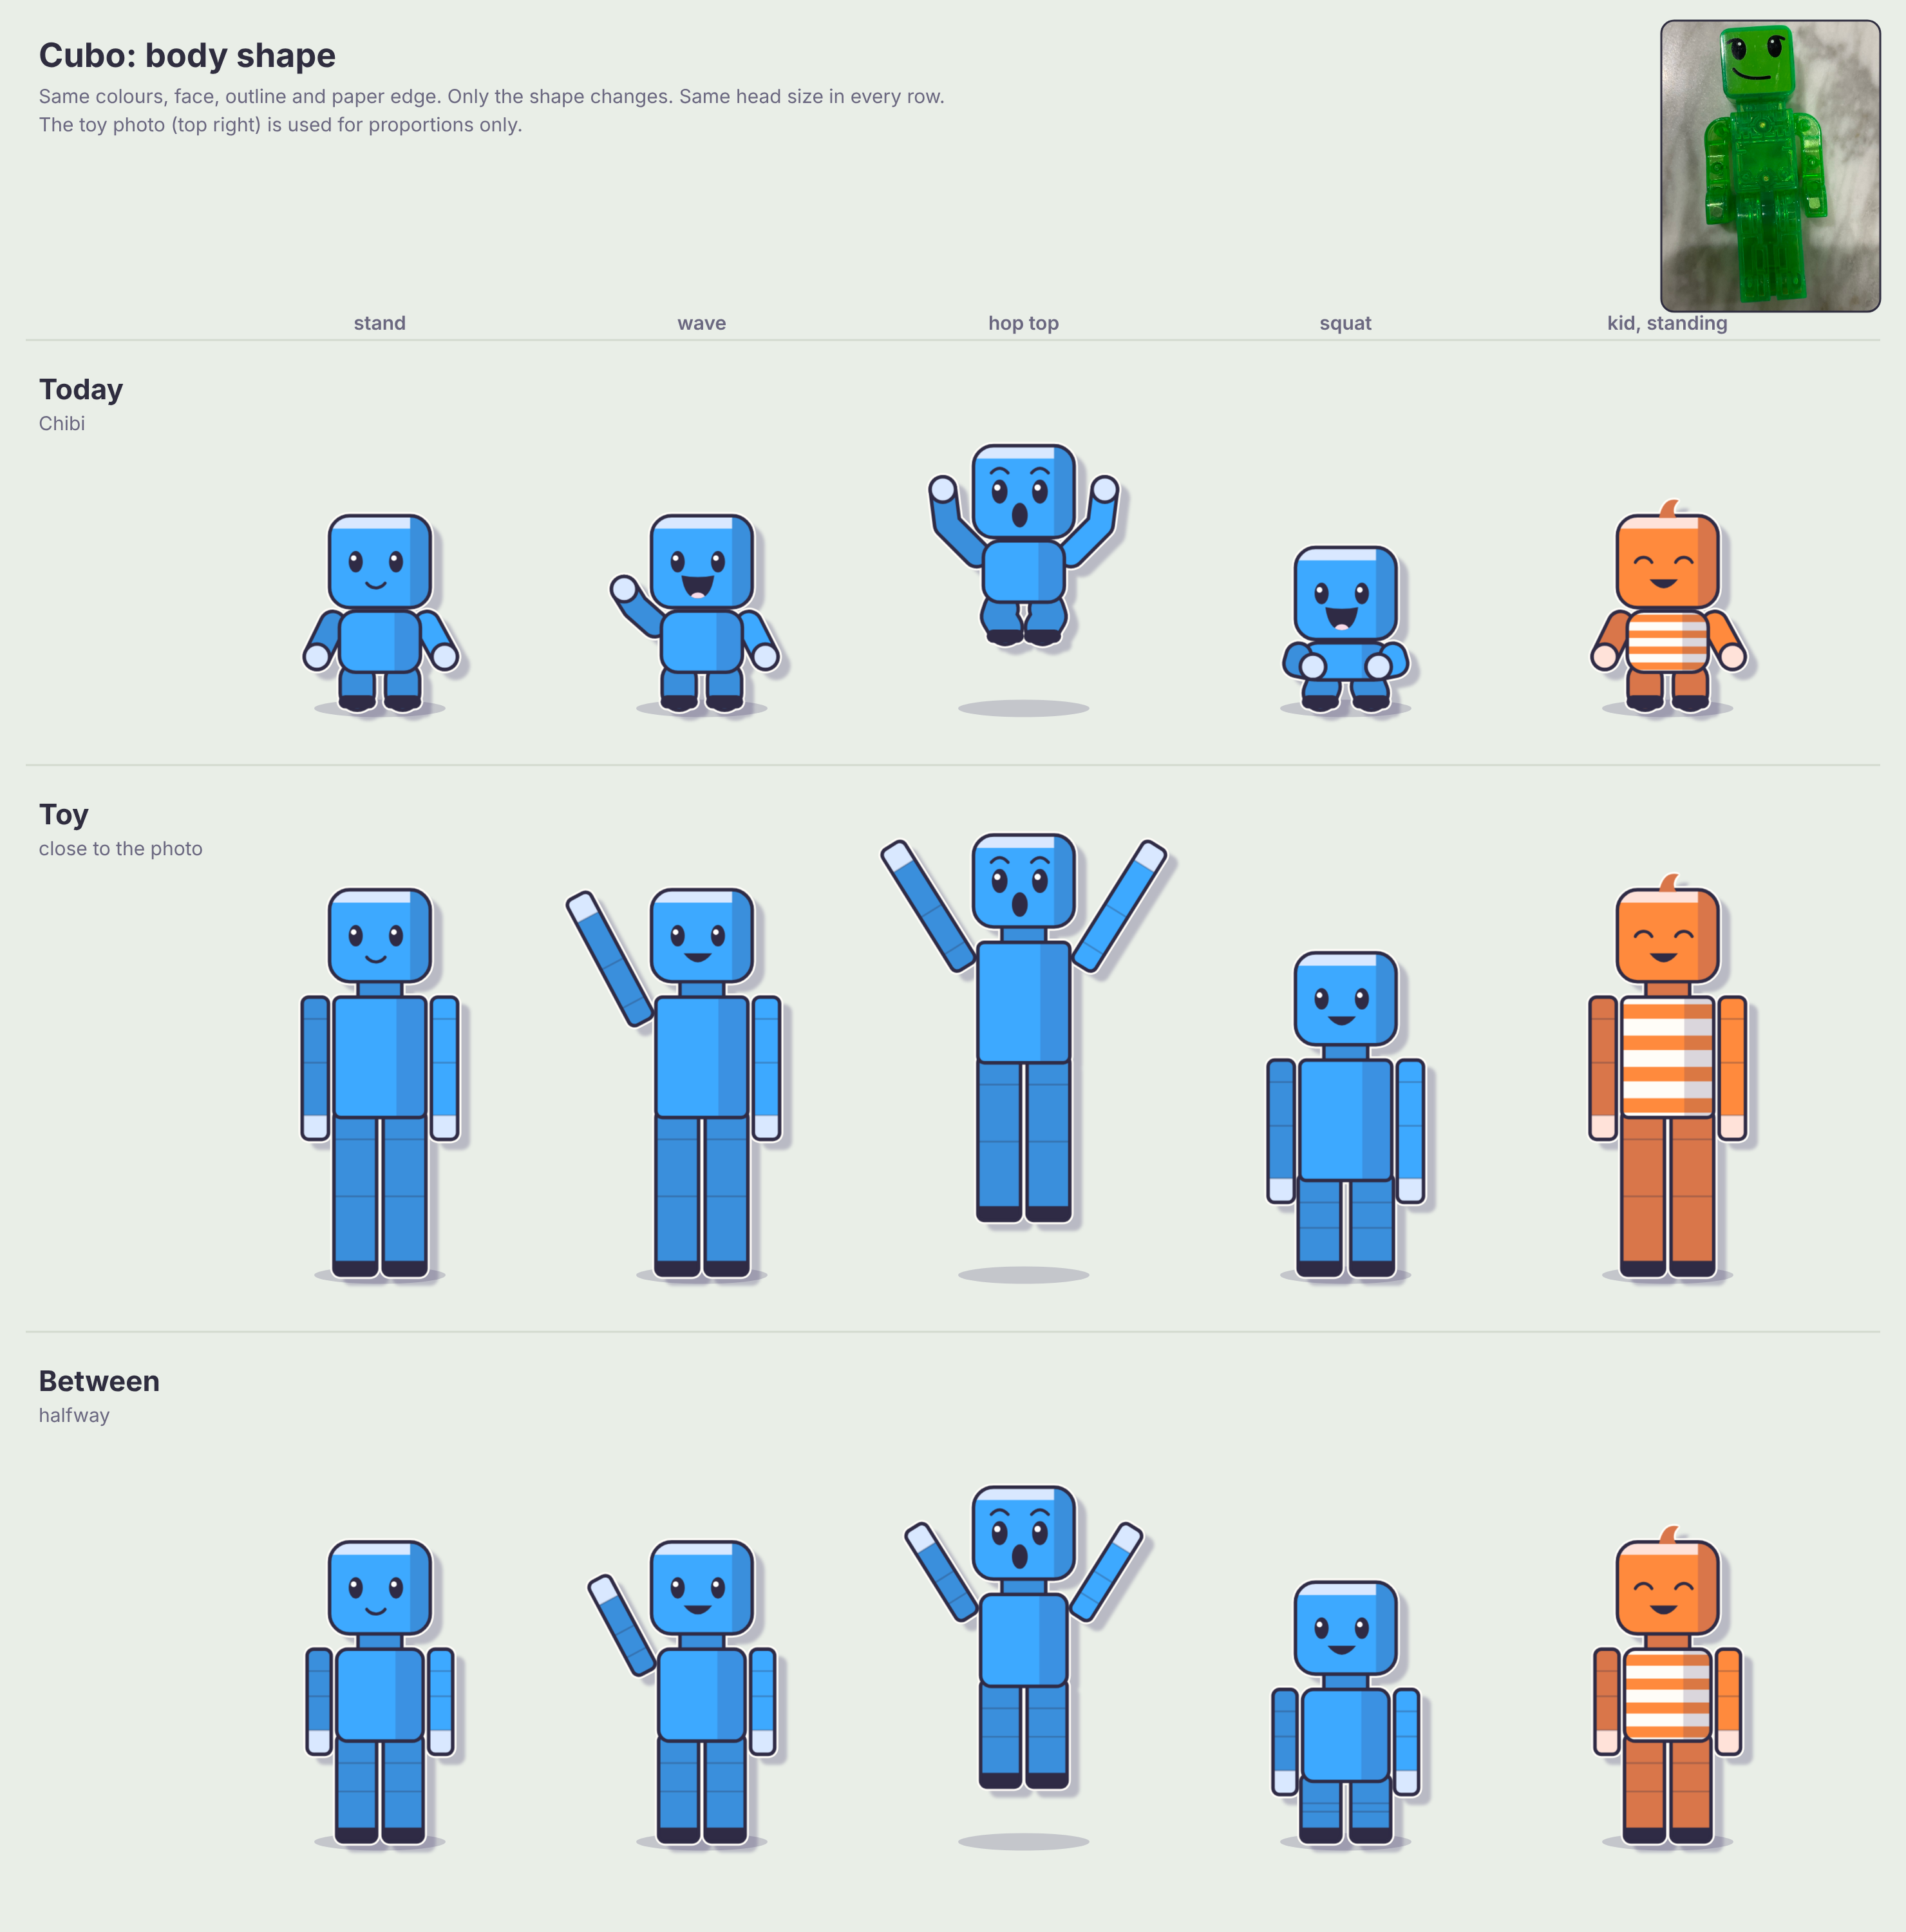 Cubo: body shape
Same colours, face, outline and paper edge. Only the shape changes. Same head size in every row.
The toy photo (top right) is used for proportions only.
stand
wave
hop top
squat
kid, standing
Today
Chibi
Toy
close to the photo
Between
halfway